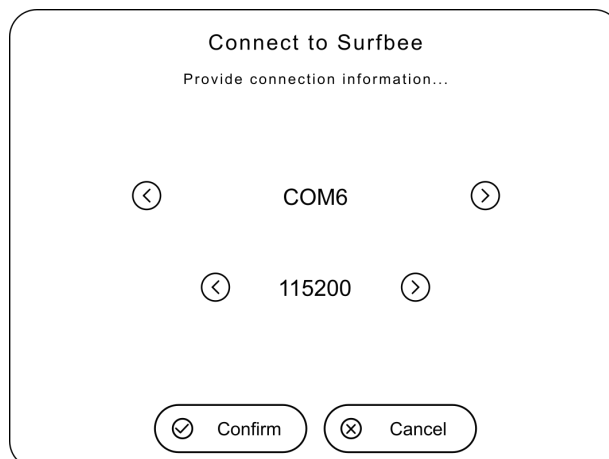 Connect to Surfbee
Provide connection information...
COM6
115200
Confirm Cancel